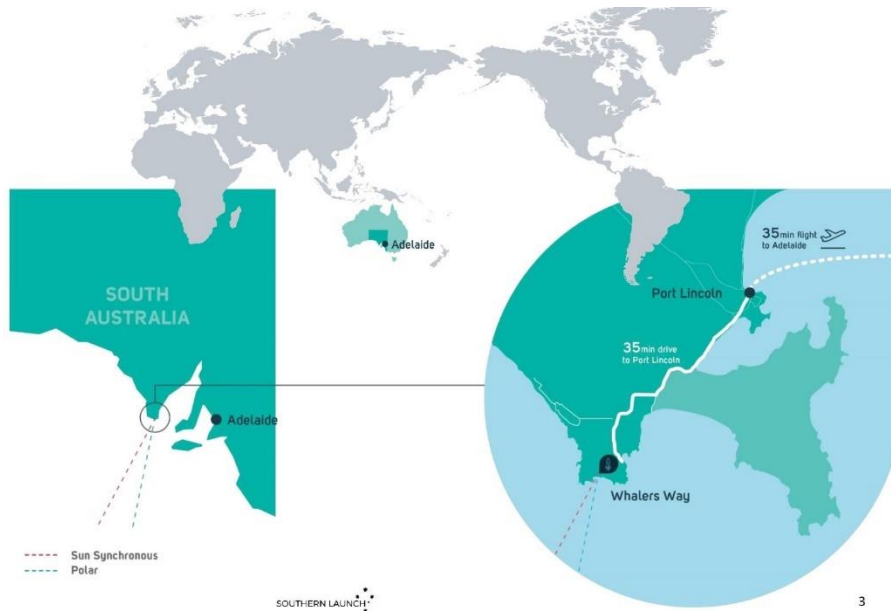 Adelaide
SOUTH
AUSTRALIA
Adelaide
Sun Synchronous
Polar
35min flight
to Adelaide
Port Lincoln
35min drive
to Port Lincoln
Whalers Way
SOUTHERN LAUNCH
3